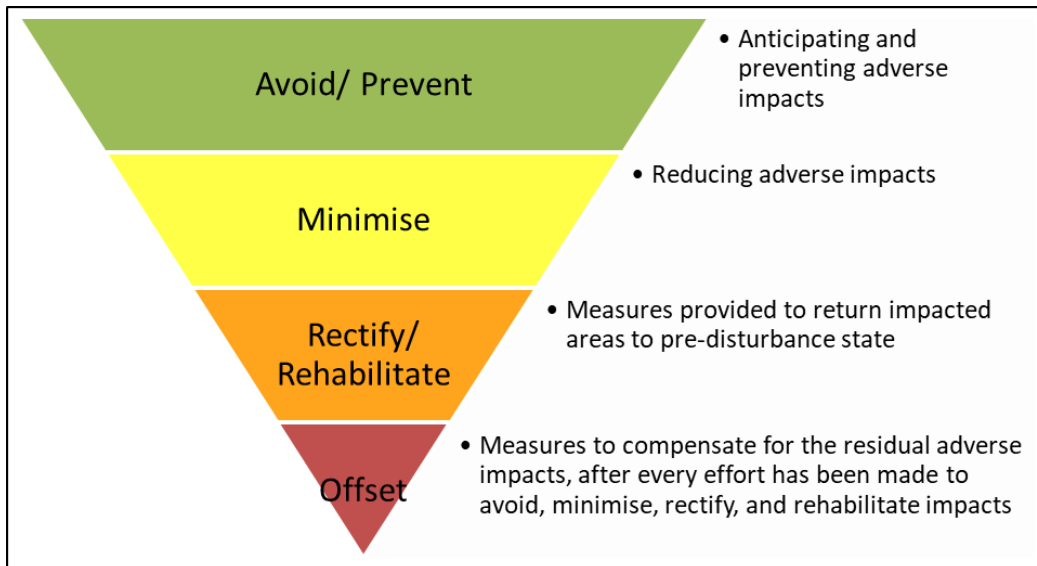 Avoid/ Prevent
• Anticipating and
preventing adverse
impacts
Minimise
• Reducing adverse impacts
Rectify/
Rehabilitate
• Measures provided to return impacted
areas to pre-disturbance state
Offset
• Measures to compensate for the residual adverse
impacts, after every effort has been made to
avoid, minimise, rectify, and rehabilitate impacts